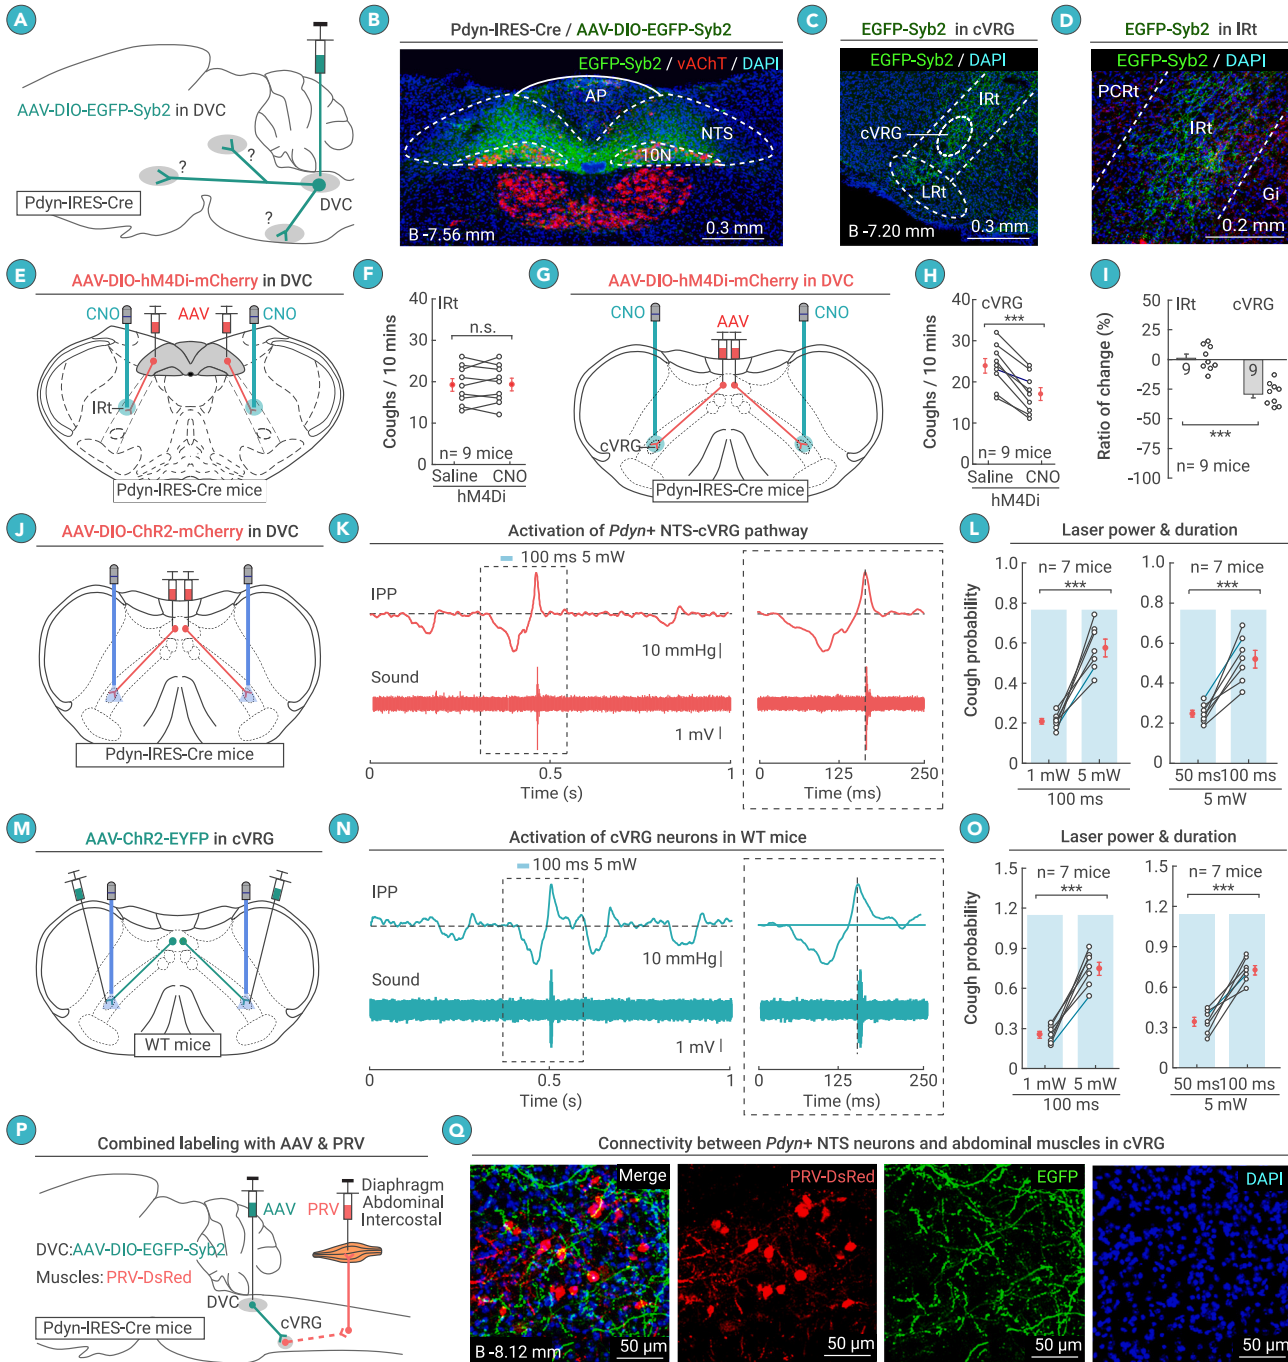 A
AAV-DIO-EGFP-Syb2 in DVC
?
?
?
DVC
Pdyn-IRES-Cre
B
Pdyn-IRES-Cre / AAV-DIO-EGFP-Syb2
EGFP-Syb2 / vAChT / DAPI
AP
NTS
10N
B -7.56 mm
0.3 mm
C
EGFP-Syb2 in cVRG
EGFP-Syb2 / DAPI
IRt
cVRG
LRt
B -7.20 mm
0.3 mm
D
EGFP-Syb2 in IRt
EGFP-Syb2 / DAPI
PCRt
IRt
Gi
0.2 mm
E
AAV-DIO-hM4Di-mCherry in DVC
CNO
AAV
CNO
IRt
Pdyn-IRES-Cre mice
F
IRt
n.s.
Coughs / 10 mins
40
30
20
10
0
n= 9 mice
Saline CNO
hM4Di
G
AAV-DIO-hM4Di-mCherry in DVC
CNO
CNO
AAV
cVRG
Pdyn-IRES-Cre mice
H
cVRG
***
Coughs / 10 mins
40
30
20
10
0
n= 9 mice
Saline CNO
hM4Di
I
IRt
cVRG
Ratio of change (%)
50
25
0
-25
-50
-75
-100
9
9
***
n= 9 mice
J
AAV-DIO-ChR2-mCherry in DVC
Pdyn-IRES-Cre mice
K
Activation of Pdyn+ NTS-cVRG pathway
100 ms 5 mW
IPP
10 mmHg
Sound
1 mV
0 0.5 1
Time (s)
0 125 250
Time (ms)
L
Laser power & duration
n= 7 mice
***
Cough probability
1.0
0.8
0.6
0.4
0.2
0
1 mW 5 mW
100 ms
n= 7 mice
***
1.0
0.8
0.6
0.4
0.2
0
50 ms 100 ms
5 mW
M
AAV-ChR2-EYFP in cVRG
WT mice
N
Activation of cVRG neurons in WT mice
100 ms 5 mW
IPP
10 mmHg
Sound
1 mV
0 0.5 1
Time (s)
0 125 250
Time (ms)
O
Laser power & duration
n= 7 mice
***
Cough probability
1.5
1.2
0.9
0.6
0.3
0
1 mW 5 mW
100 ms
n= 7 mice
***
1.5
1.2
0.9
0.6
0.3
0
50 ms 100 ms
5 mW
P
Combined labeling with AAV & PRV
AAV
PRV
Diaphragm
Abdominal
Intercostal
DVC:AAV-DIO-EGFP-Syb2
Muscles: PRV-DsRed
DVC
cVRG
Pdyn-IRES-Cre mice
Q
Connectivity between Pdyn+ NTS neurons and abdominal muscles in cVRG
Merge
B -8.12 mm
50 µm
PRV-DsRed
50 µm
EGFP
50 µm
DAPI
50 µm